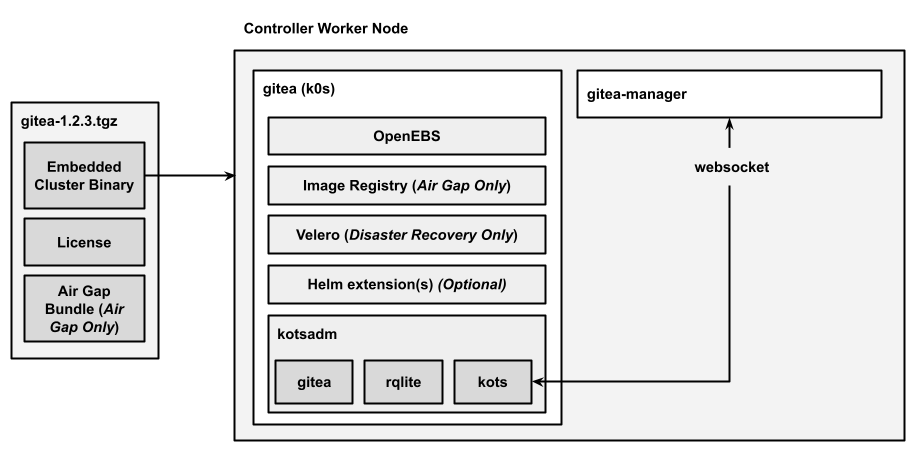 Controller Worker Node
gitea-1.2.3.tgz
Embedded
Cluster Binary
License
Air Gap
Bundle (Air
Gap Only)
gitea (k0s)
OpenEBS
Image Registry (Air Gap Only)
Velero (Disaster Recovery Only)
Helm extension(s) (Optional)
kotsadm
gitea
rqlite
kots
gitea-manager
websocket